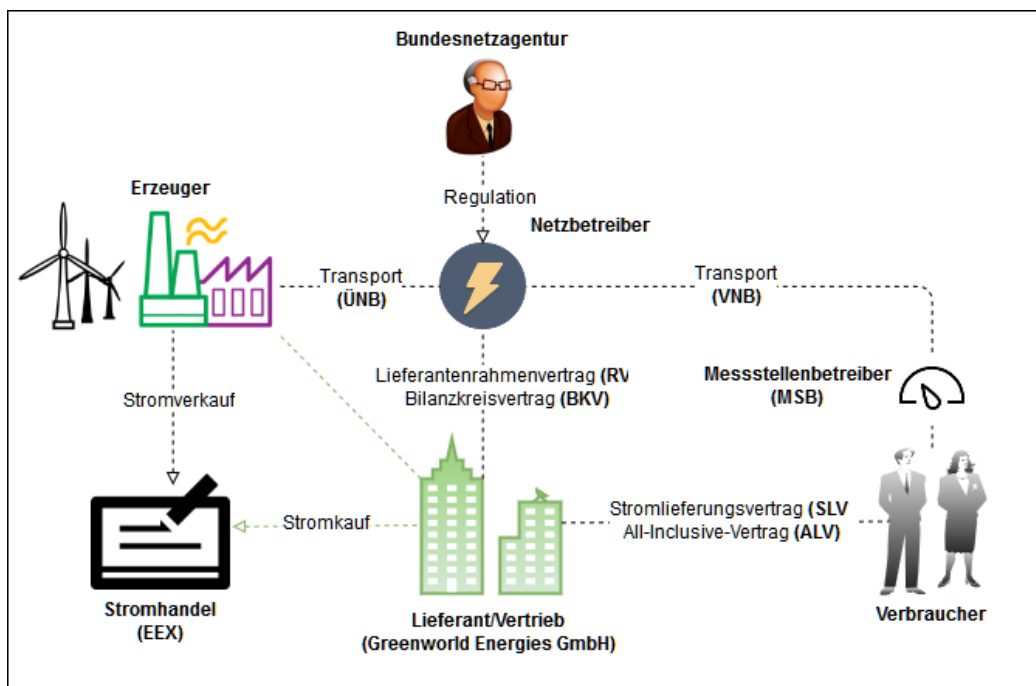 Bundesnetzagentur
Regulation
Erzeuger
Netzbetreiber
Transport
(ÜNB)
Transport
(VNB)
Lieferantenrahmenvertrag (RV
Bilanzkreisvertrag (BKV)
Messstellenbetreiber
(MSB)
Stromverkauf
Stromkauf
Stromlieferungsvertrag (SLV
All-Inclusive-Vertrag (ALV)
Stromhandel
(EEX)
Lieferant/Vertrieb
(Greenworld Energies GmbH)
Verbraucher